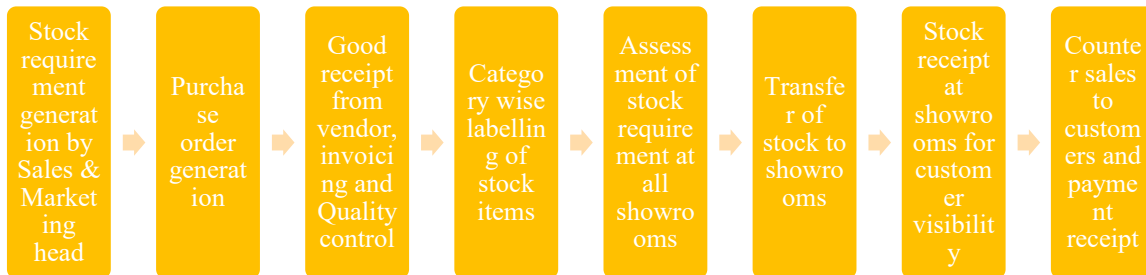 Stock
require
ment
generat
ion by
Sales &
Market
ing
head
Purcha
se
order
generat
ion
Good
receipt
from
vendor,
invoici
ng and
Quality
control
Catego
ry wise
labellin
g of
stock
items
Assess
ment of
stock
require
ment at
all
showro
oms
Transfe
r of
stock to
showro
oms
Stock
receipt
at
showro
oms for
custom
er
visibilit
y
Counte
r sales
to
custom
ers and
payme
nt
receipt